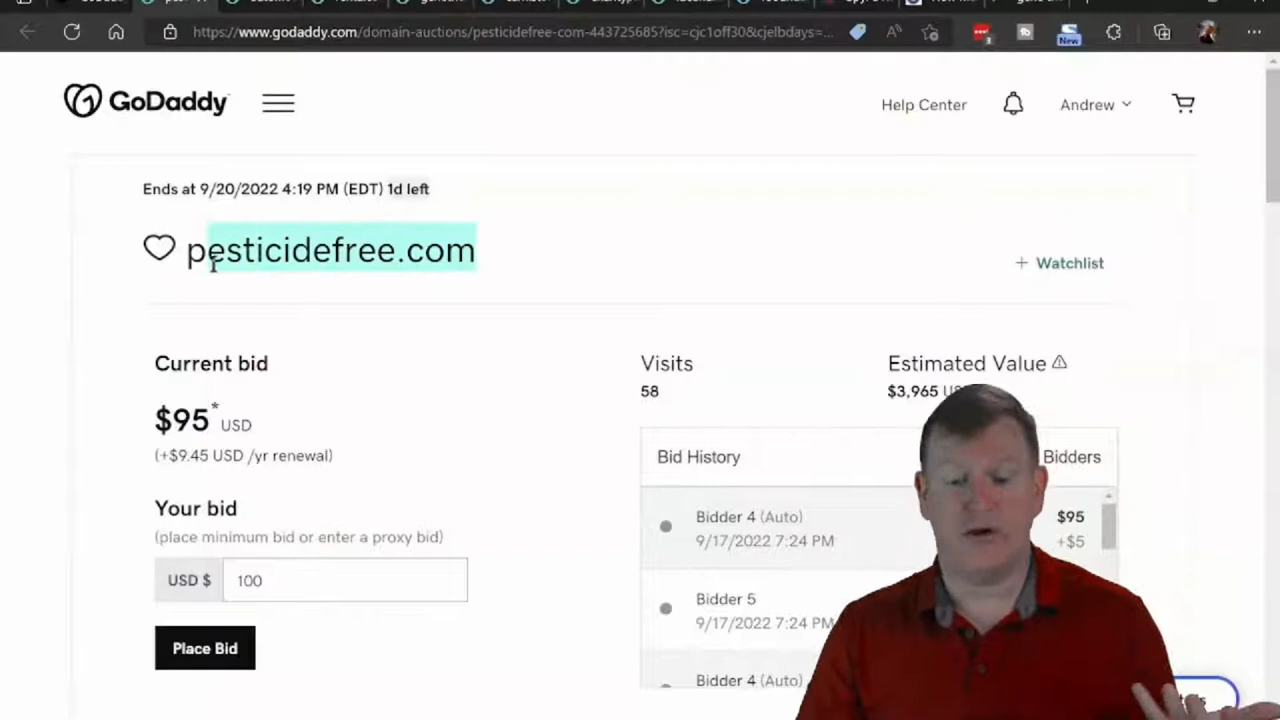 https://www.godaddy.com/domain-auctions/pesticidefree-com-443725685?isc=cjc1off30&cjelbdays=...
New
GoDaddy
Help Center
Andrew
Ends at 9/20/2022 4:19 PM (EDT) 1d left
pesticidefree.com
+ Watchlist
Current bid
Visits
Estimated Value
58
$3,965
$95* USD
(+$9.45 USD /yr renewal)
Bid History
Bidders
Your bid
(place minimum bid or enter a proxy bid)
USD $ 100
Bidder 4 (Auto)
$95
9/17/2022 7:24 PM
+$5
Bidder 5
9/17/2022 7:24 PM
Place Bid
Bidder 4 (Auto)